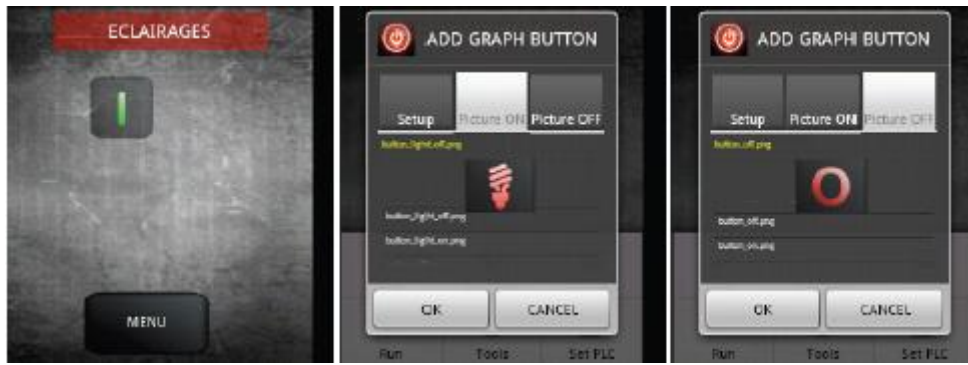 ECLAIRAGES
MENU
ADD GRAPH BUTTON
Setup Picture ON Picture OFF
button_light_off.png
button_light_off.png
button_light_on.png
OK CANCEL
Run Tools Set PLC
ADD GRAPH BUTTON
Setup Picture ON Picture OFF
button_off.png
button_off.png
button_on.png
OK CANCEL
Run Tools Set PLC